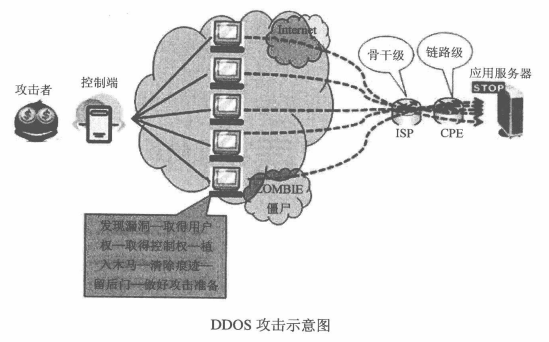 Internet
骨干级
链路级
应用服务器
STOP
攻击者
控制端
ISP
CPE
ZOMBIE
僵尸
发现漏洞—取得用户
权—取得控制权—植
入木马—清除痕迹—
留后门—做好攻击准备
DDOS 攻击示意图